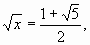 √x = (1 + √5)/2,